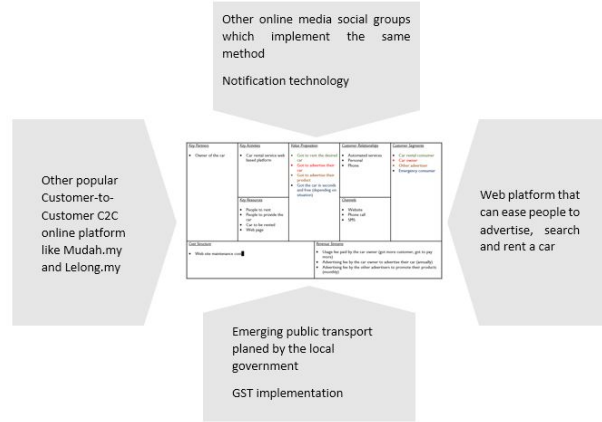 Other online media social groups
which implement the same
method
Notification technology
Other popular
Customer-to-
Customer C2C
online platform
like Mudah.my
and Lelong.my
Key Partners
Owner of the car
Key Activities
Car rental service and
based platform
Key Resources
People to rent
People to provide the
car
Car to be rented
Web page
Value Proposition
Got to rent the desired
car
Got to advertise their
car
Got to advertise their
product
Got the car in seconds
and free (depending on
situation)
Customer Relationships
Automated services
Personal
Phone
Channels
Website
Phone call
SMS
Customer Segments
Car rental consumer
Car owner
Other advertiser
Emergency consumer
Cost Structure
Web site maintenance cost
Revenue Streams
Usage fee paid by the car owner (get more customer, got to pay
more)
Advertising fee by the car owner to advertise their car (annually)
Advertising fee by the other advertisers to promote their products
(monthly)
Web platform that
can ease people to
advertise, search
and rent a car
Emerging public transport
planed by the local
government
GST implementation